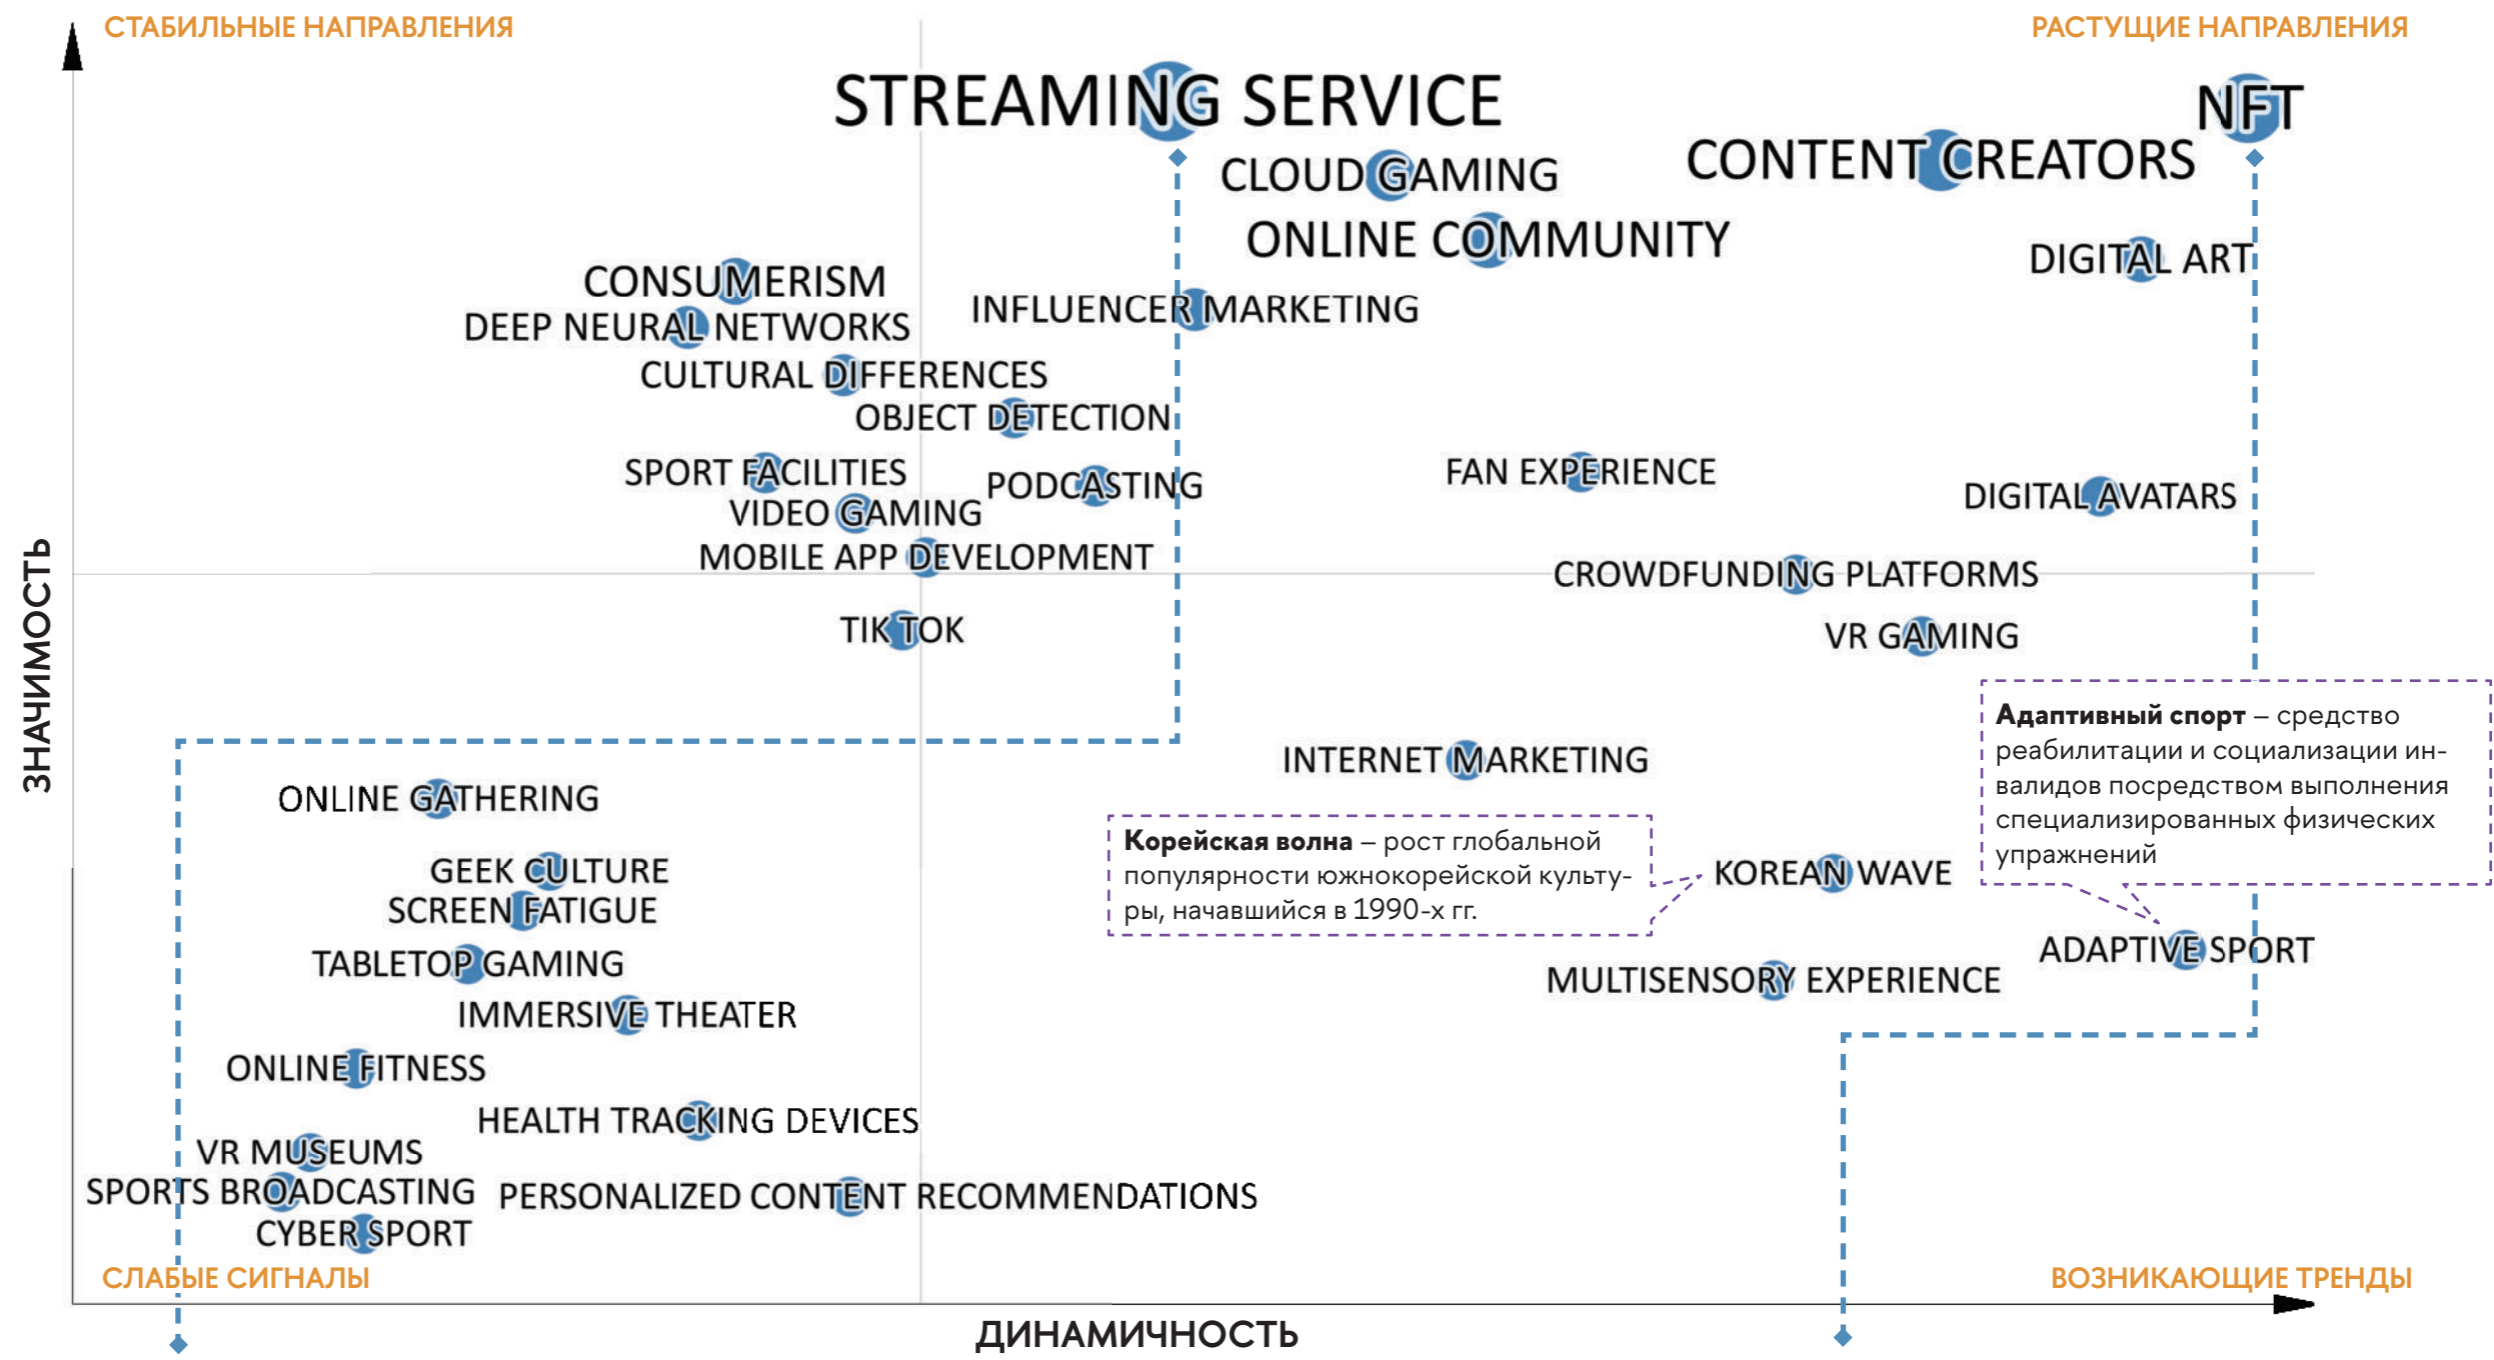 СТАБИЛЬНЫЕ НАПРАВЛЕНИЯ
РАСТУЩИЕ НАПРАВЛЕНИЯ
STREAMING SERVICE
NFT
CONTENT CREATORS
CLOUD GAMING
ONLINE COMMUNITY
DIGITAL ART
CONSUMERISM
INFLUENCER MARKETING
DEEP NEURAL NETWORKS
CULTURAL DIFFERENCES
OBJECT DETECTION
SPORT FACILITIES
PODCASTING
FAN EXPERIENCE
DIGITAL AVATARS
VIDEO GAMING
MOBILE APP DEVELOPMENT
CROWDFUNDING PLATFORMS
TIK TOK
VR GAMING
ЗНАЧИМОСТЬ
Адаптивный спорт – средство
реабилитации и социализации ин-
валидов посредством выполнения
специализированных физических
упражнений
INTERNET MARKETING
ONLINE GATHERING
Корейская волна – рост глобальной
популярности южнокорейской культу-
ры, начавшийся в 1990-х гг.
KOREAN WAVE
GEEK CULTURE
SCREEN FATIGUE
ADAPTIVE SPORT
TABLETOP GAMING
MULTISENSORY EXPERIENCE
IMMERSIVE THEATER
ONLINE FITNESS
HEALTH TRACKING DEVICES
VR MUSEUMS
SPORTS BROADCASTING
PERSONALIZED CONTENT RECOMMENDATIONS
CYBER SPORT
СЛАБЫЕ СИГНАЛЫ
ВОЗНИКАЮЩИЕ ТРЕНДЫ
ДИНАМИЧНОСТЬ